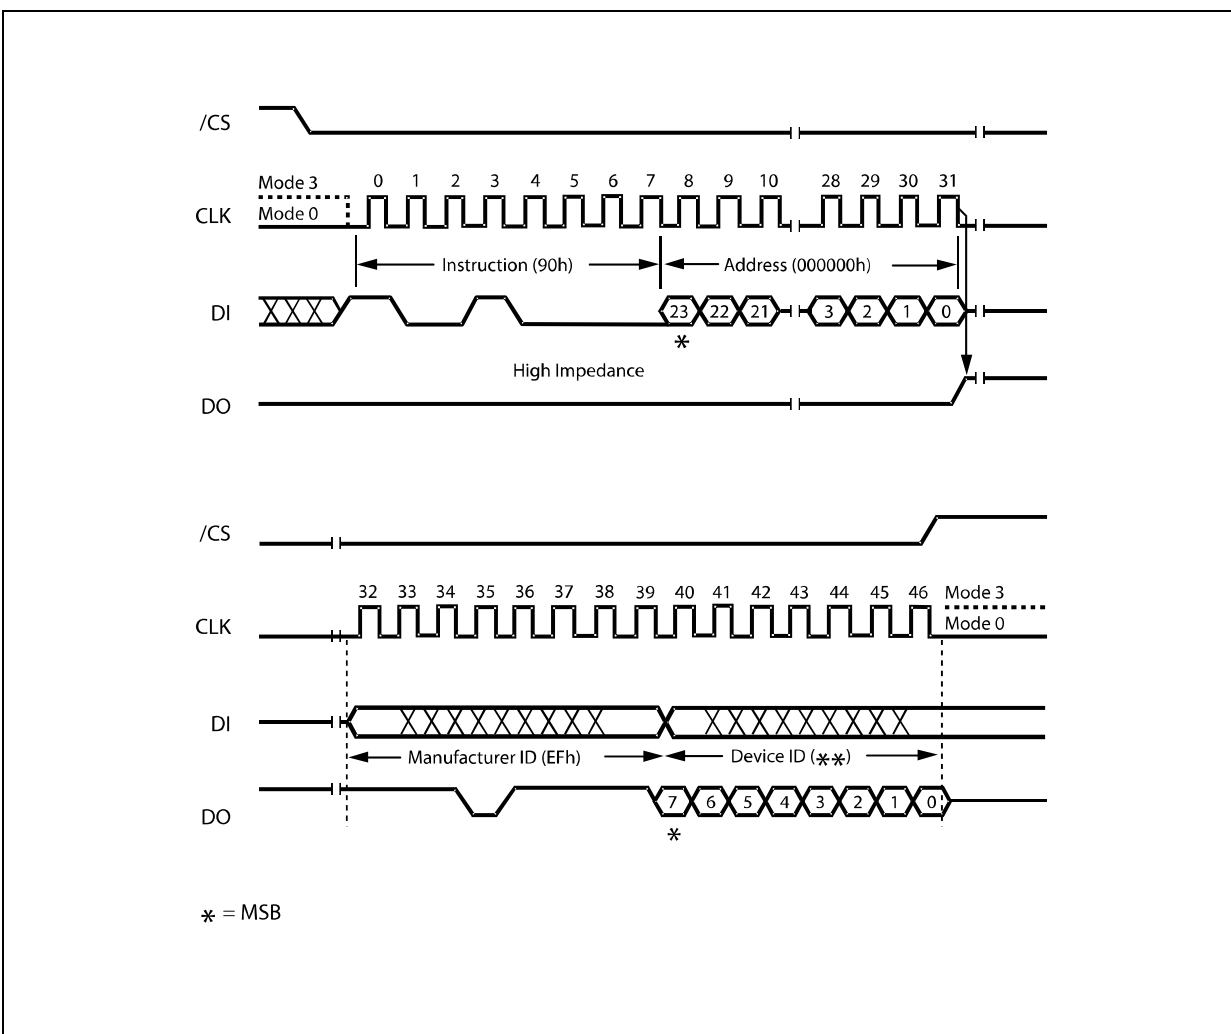 /CS
Mode 3
0 1 2 3 4 5 6 7 8 9 10 28 29 30 31
CLK
Mode 0
Instruction (90h) Address (000000h)
DI
23 22 21 3 2 1 0
*
High Impedance
DO
/CS
32 33 34 35 36 37 38 39 40 41 42 43 44 45 46
Mode 3
CLK
Mode 0
DI
Manufacturer ID (EFh) Device ID (**)
DO
7 6 5 4 3 2 1 0
*
* = MSB